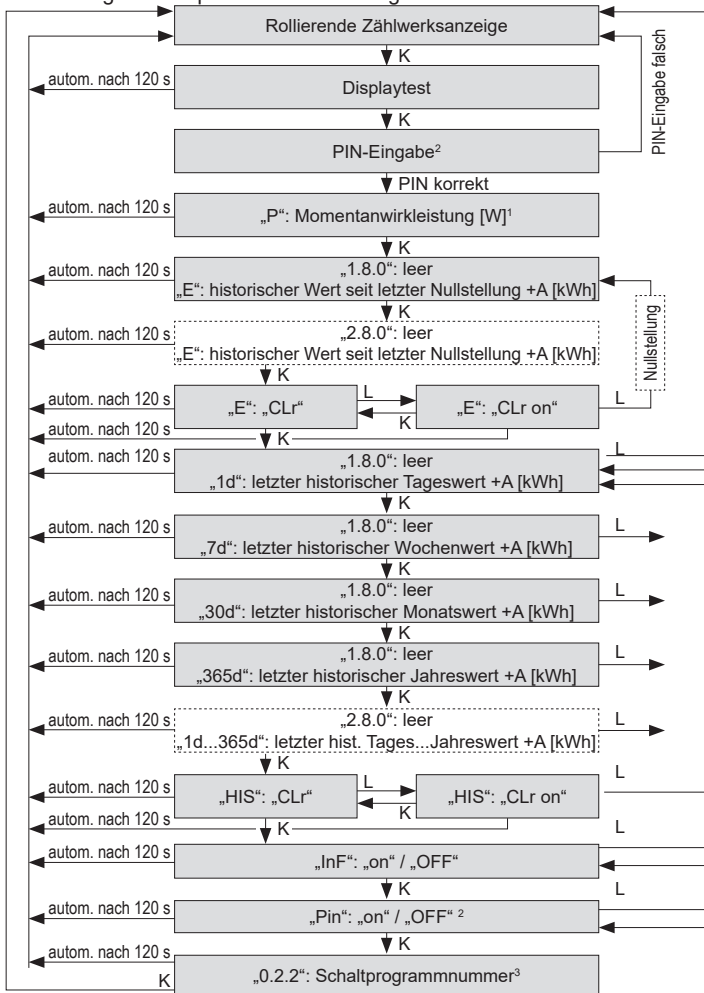 Rollierende Zählwerksanzeige
K
autom. nach 120 s
Displaytest
PIN-Eingabe falsch
K
PIN-Eingabe²
PIN korrekt
autom. nach 120 s
„P“: Momentanwirkleistung [W]¹
K
autom. nach 120 s
„1.8.0“: leer
„E“: historischer Wert seit letzter Nullstellung +A [kWh]
K
autom. nach 120 s
„2.8.0“: leer
„E“: historischer Wert seit letzter Nullstellung +A [kWh]
Nullstellung
K
autom. nach 120 s
„E“: „CLr“
L
K
„E“: „CLr on“
L
autom. nach 120 s
K
autom. nach 120 s
„1.8.0“: leer
„1d“: letzter historischer Tageswert +A [kWh]
L
K
autom. nach 120 s
„1.8.0“: leer
„7d“: letzter historischer Wochenwert +A [kWh]
L
K
autom. nach 120 s
„1.8.0“: leer
„30d“: letzter historischer Monatswert +A [kWh]
L
K
autom. nach 120 s
„1.8.0“: leer
„365d“: letzter historischer Jahreswert +A [kWh]
L
K
autom. nach 120 s
„2.8.0“: leer
„1d...365d“: letzter hist. Tages...Jahreswert +A [kWh]
L
K
autom. nach 120 s
„HIS“: „CLr“
L
K
„HIS“: „CLr on“
L
autom. nach 120 s
K
L
autom. nach 120 s
„InF“: „on“ / „OFF“
K
L
autom. nach 120 s
„Pin“: „on“ / „OFF“ ²
K
autom. nach 120 s
K
„0.2.2“: Schaltprogrammnummer³